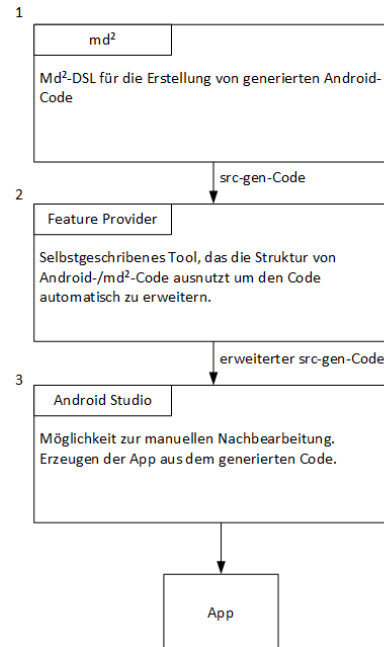 1
md²
Md²-DSL für die Erstellung von generierten Android-
Code
src-gen-Code
2
Feature Provider
Selbstgeschribenes Tool, das die Struktur von
Android-/md²-Code ausnutzt um den Code
automatisch zu erweitern.
erweiterter src-gen-Code
3
Android Studio
Möglichkeit zur manuellen Nachbearbeitung.
Erzeugen der App aus dem generierten Code.
App